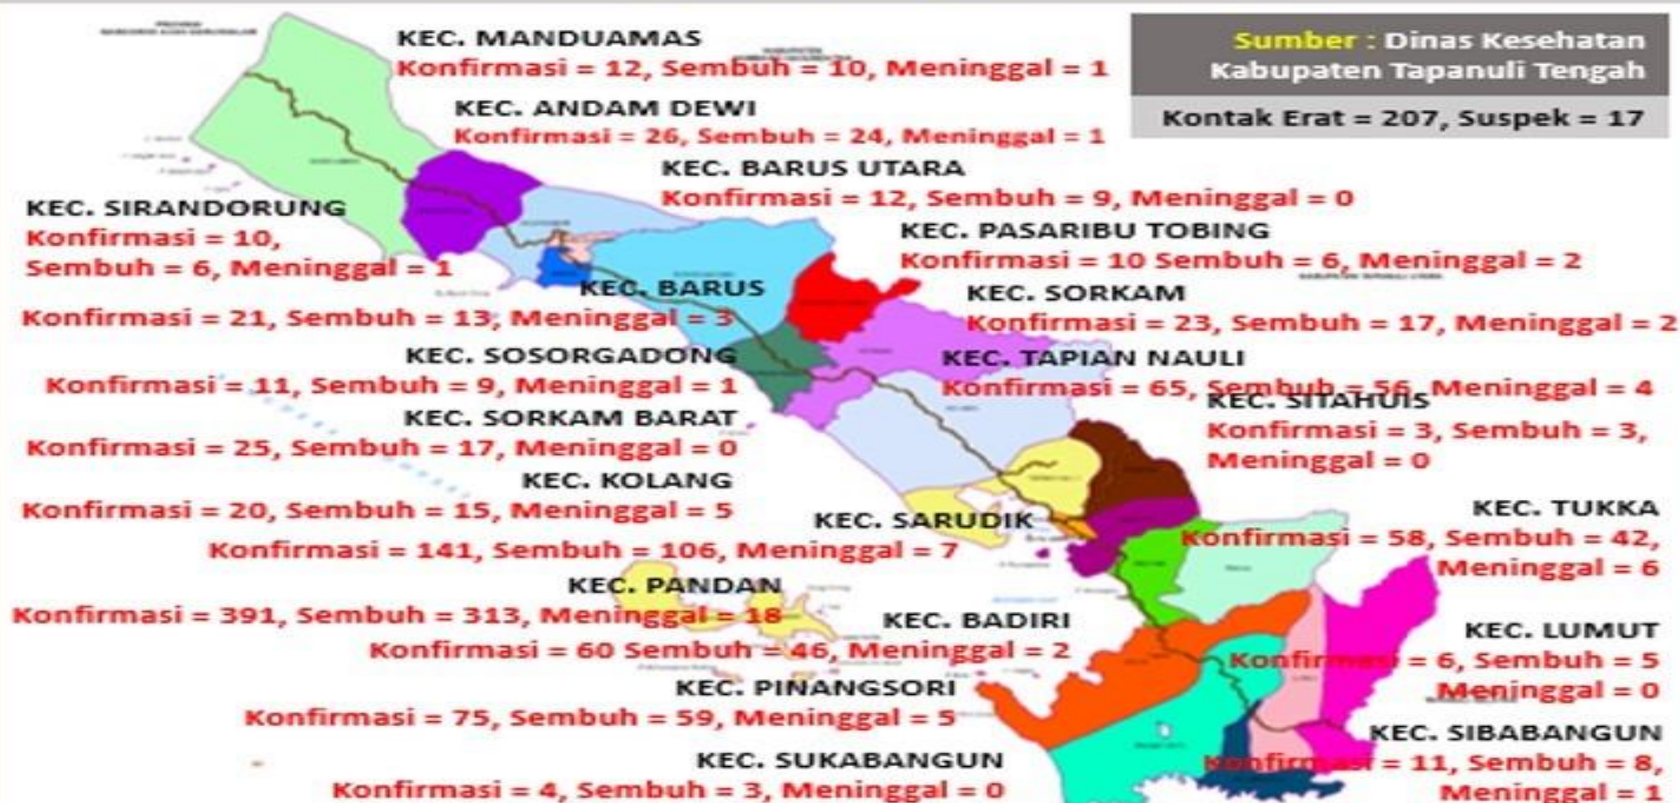 KEC. MANDUAMAS
Konfirmasi = 12, Sembuh = 10, Meninggal = 1
Sumber : Dinas Kesehatan
Kabupaten Tapanuli Tengah
Kontak Erat = 207, Suspek = 17
KEC. ANDAM DEWI
Konfirmasi = 26, Sembuh = 24, Meninggal = 1
KEC. BARUS UTARA
Konfirmasi = 12, Sembuh = 9, Meninggal = 0
KEC. SIRANDORUNG
Konfirmasi = 10,
Sembuh = 6, Meninggal = 1
KEC. PASARIBU TOBING
Konfirmasi = 10 Sembuh = 6, Meninggal = 2
KEC. BARUS
Konfirmasi = 21, Sembuh = 13, Meninggal = 3
KEC. SORKAM
Konfirmasi = 23, Sembuh = 17, Meninggal = 2
KEC. SOSORGADONG
Konfirmasi = 11, Sembuh = 9, Meninggal = 1
KEC. TAPIAN NAULI
Konfirmasi = 65, Sembuh = 56, Meninggal = 4
KEC. SORKAM BARAT
Konfirmasi = 25, Sembuh = 17, Meninggal = 0
KEC. SITAHUIS
Konfirmasi = 3, Sembuh = 3,
Meninggal = 0
KEC. KOLANG
Konfirmasi = 20, Sembuh = 15, Meninggal = 5
KEC. SARUDIK
Konfirmasi = 141, Sembuh = 106, Meninggal = 7
KEC. TUKKA
Konfirmasi = 58, Sembuh = 42,
Meninggal = 6
KEC. PANDAN
Konfirmasi = 391, Sembuh = 313, Meninggal = 18
KEC. BADIRI
Konfirmasi = 60 Sembuh = 46, Meninggal = 2
KEC. LUMUT
Konfirmasi = 6, Sembuh = 5
Meninggal = 0
KEC. PINANGSORI
Konfirmasi = 75, Sembuh = 59, Meninggal = 5
KEC. SIBABANGUN
Konfirmasi = 11, Sembuh = 8,
Meninggal = 1
KEC. SUKABANGUN
Konfirmasi = 4, Sembuh = 3, Meninggal = 0